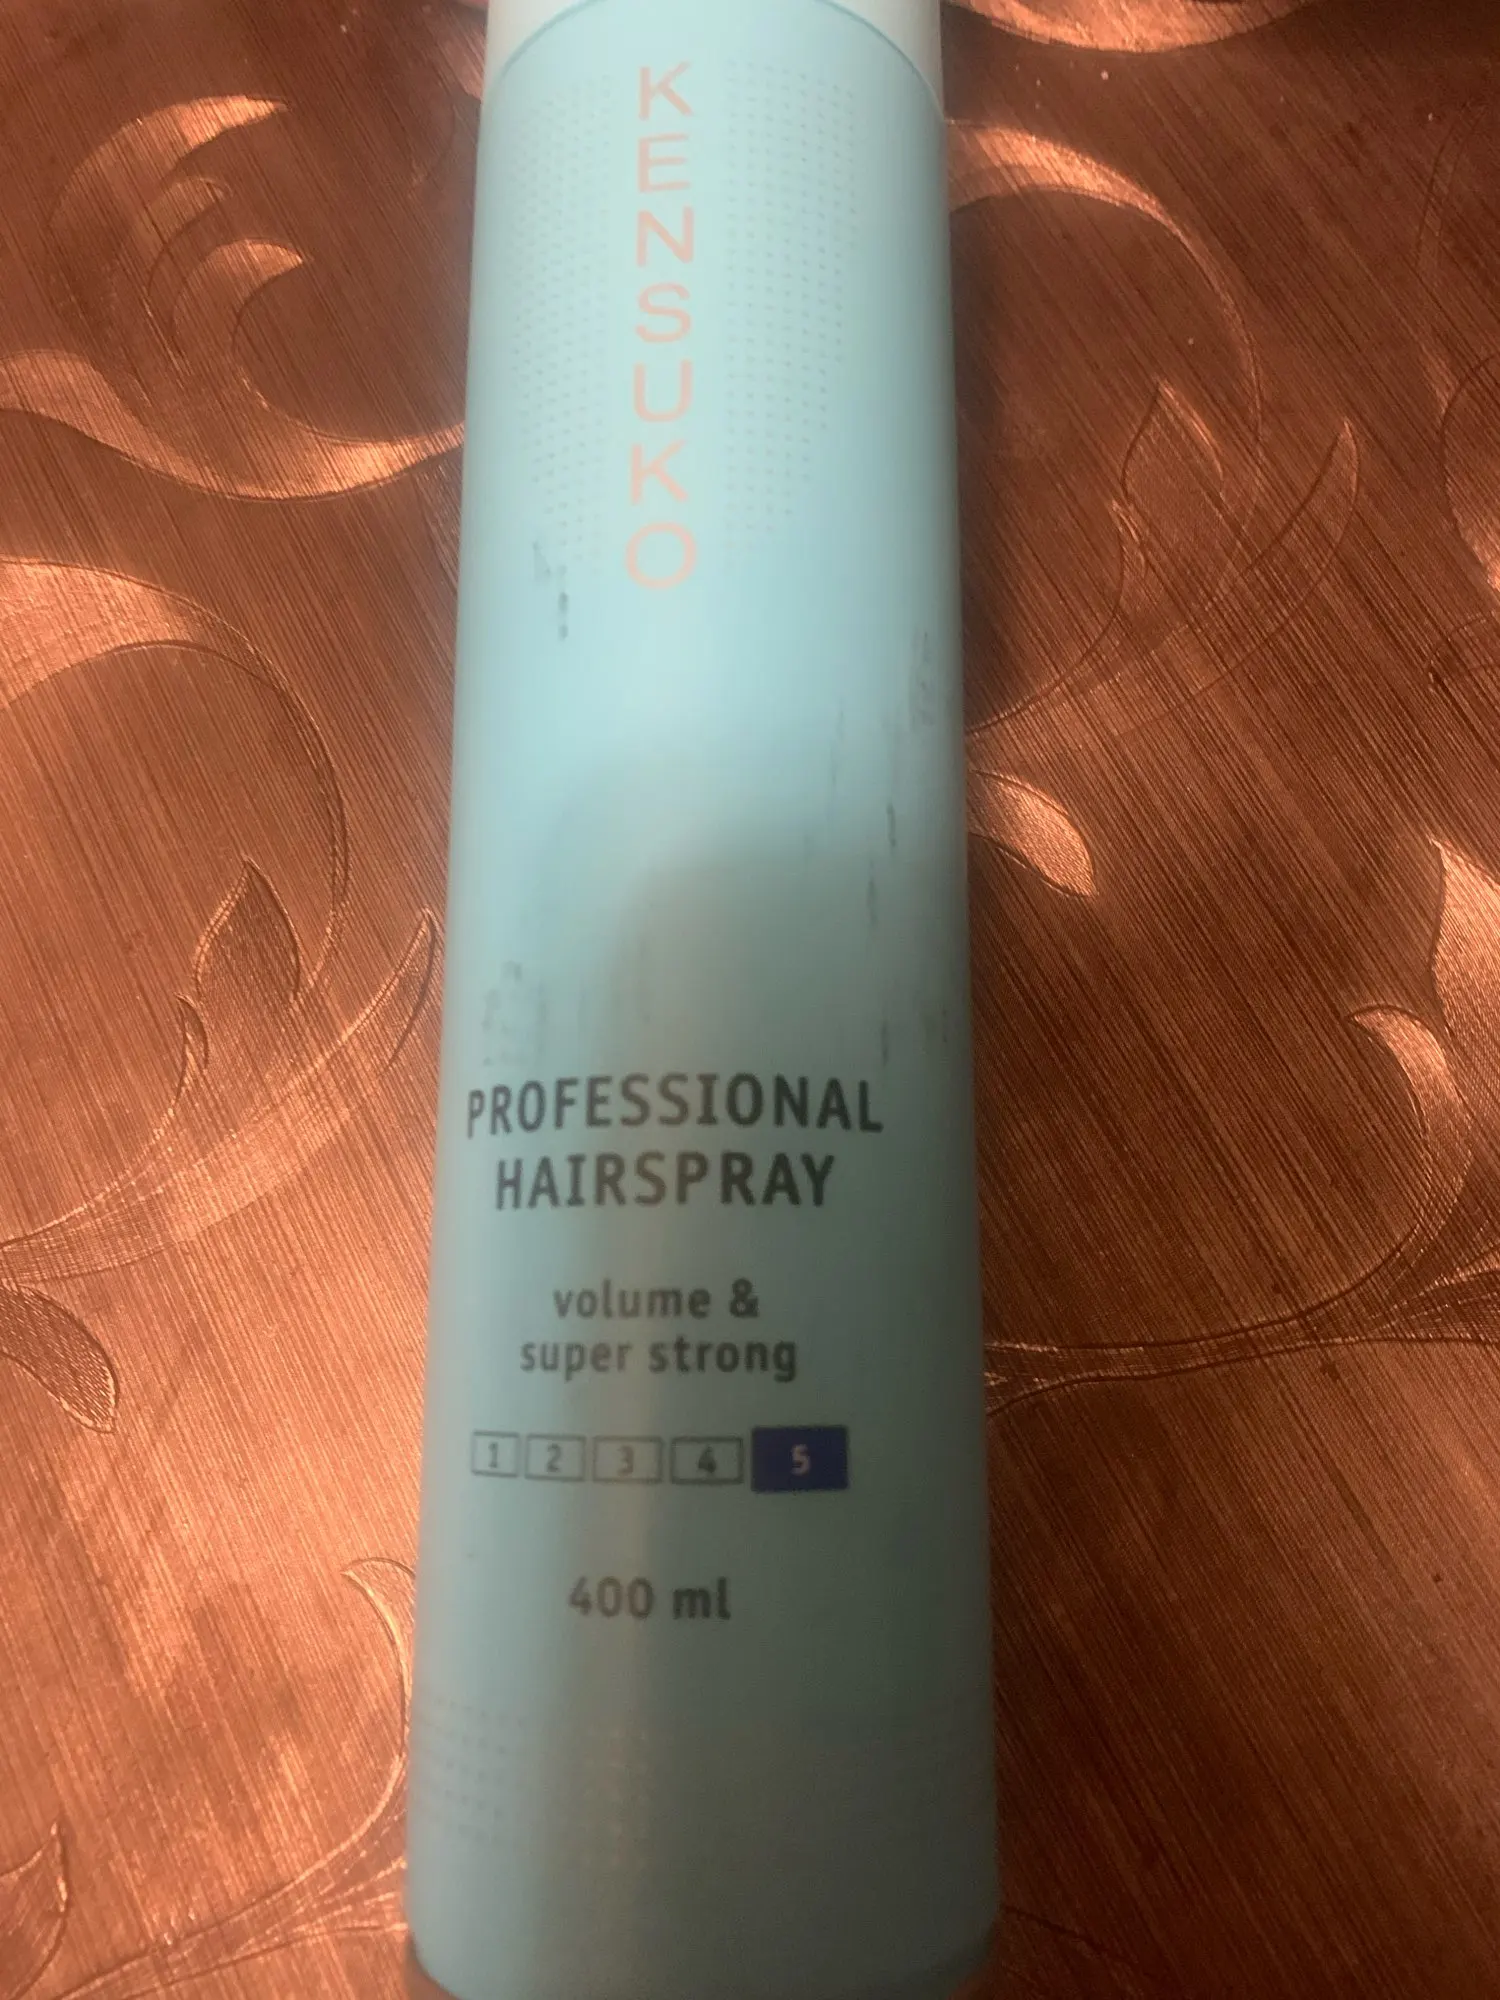 KENSUKO
PROFESSIONAL
HAIRSPRAY
volume &
super strong
1 2 3 4 5
400 ml